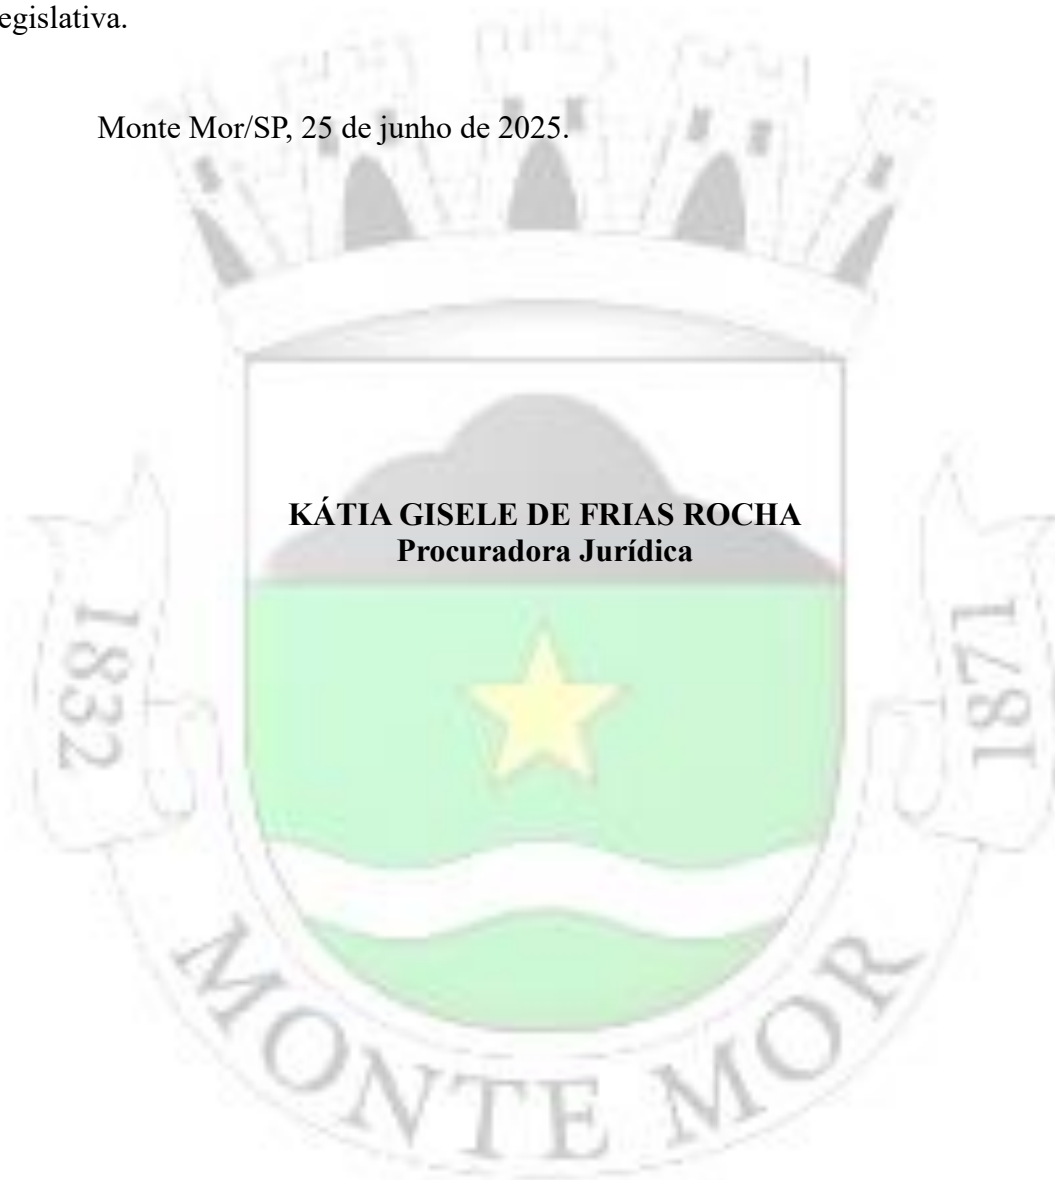 egislativa.
Monte Mor/SP, 25 de junho de 2025.
KÁTIA GISELE DE FRIAS ROCHA
Procuradora Jurídica
1832
1871
MONTE MOR